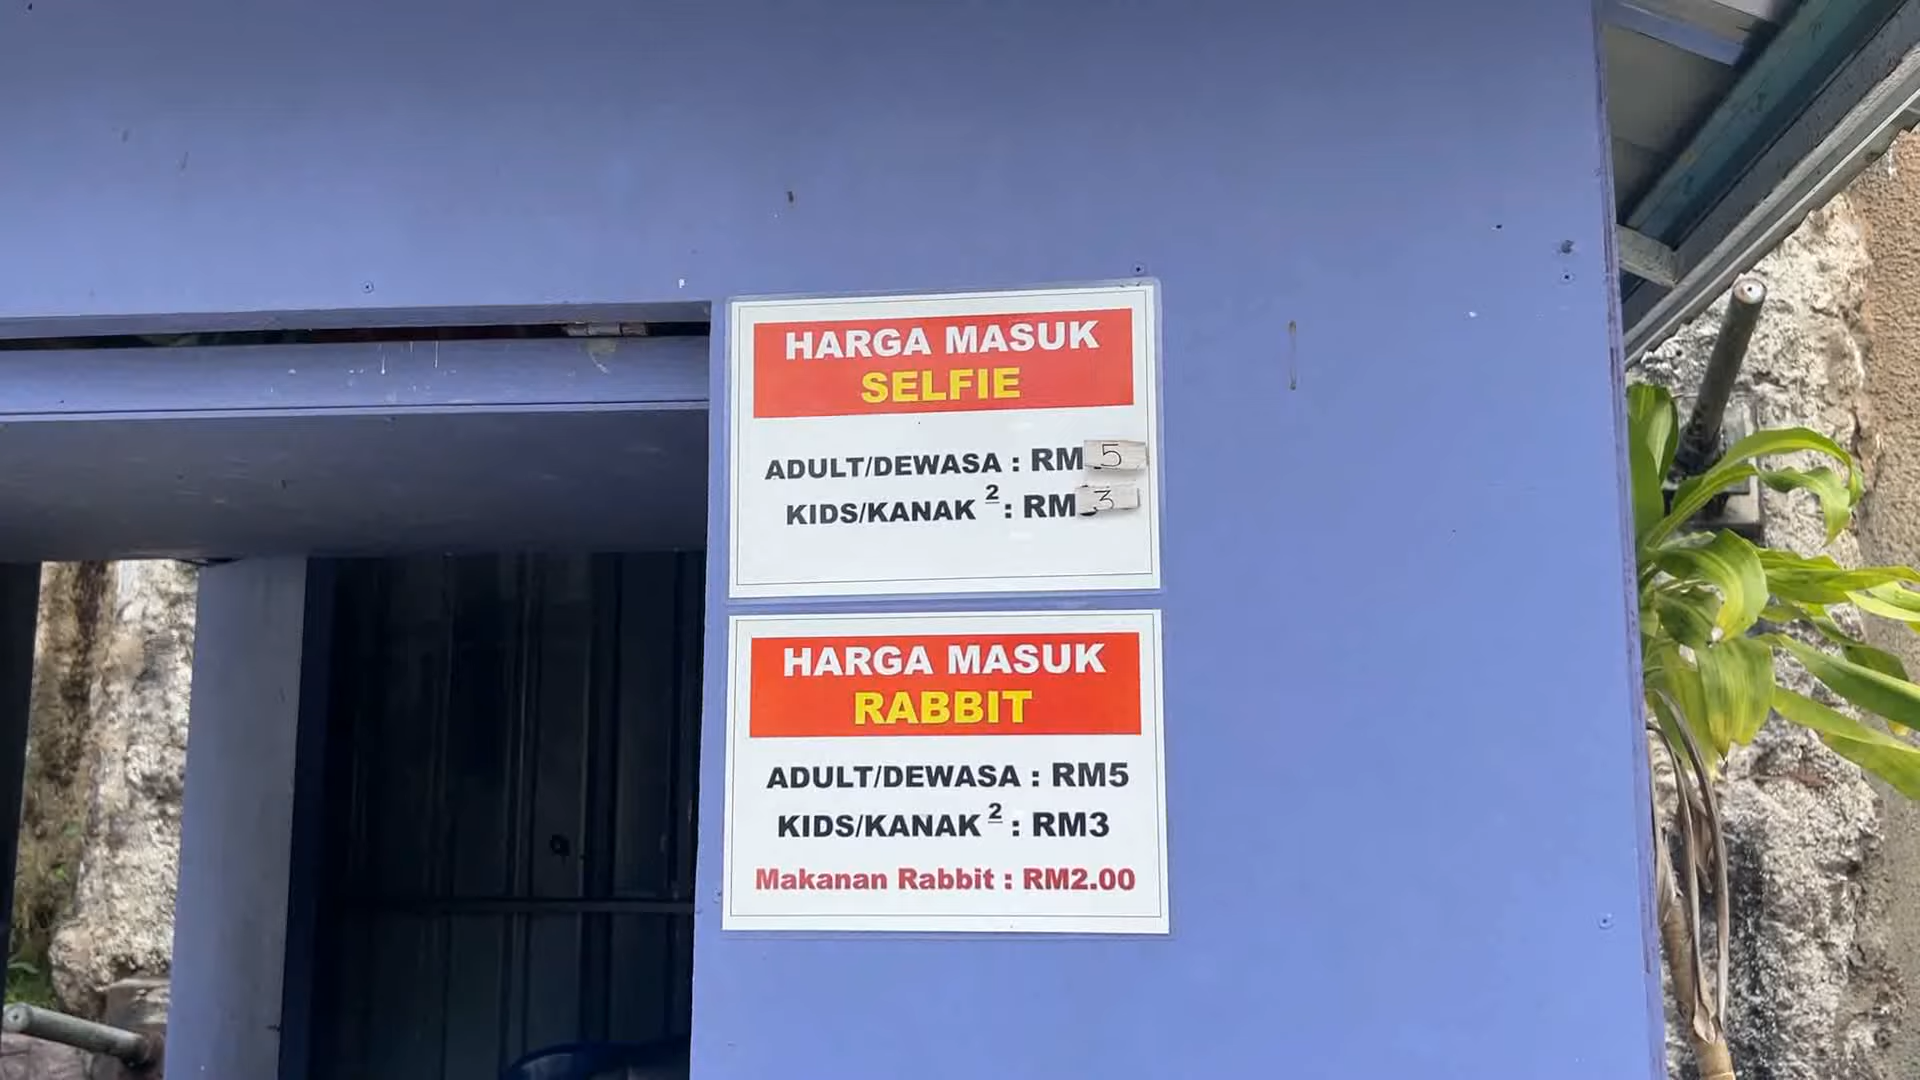 HARGA MASUK
SELFIE
ADULT/DEWASA : RM 5
KIDS/KANAK 2 : RM 3
HARGA MASUK
RABBIT
ADULT/DEWASA : RM5
KIDS/KANAK 2 : RM3
Makanan Rabbit : RM2.00